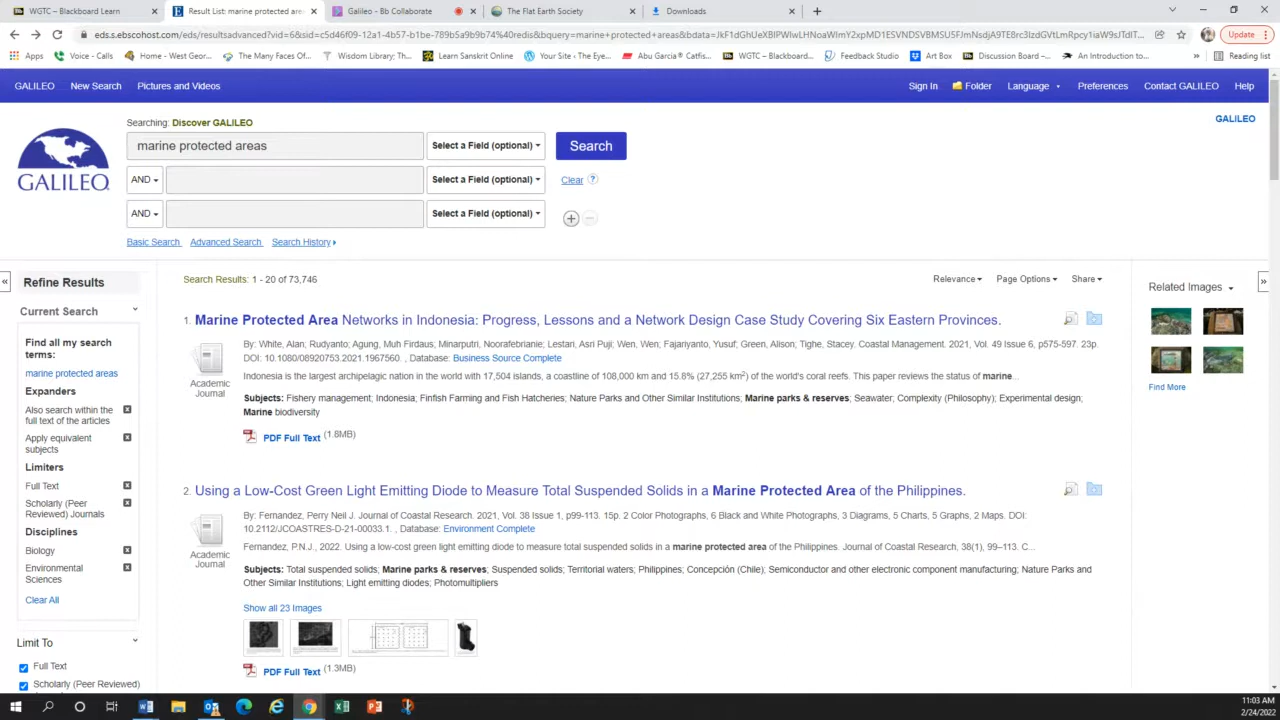 WGTC – Blackboard Learn
Result List: marine protected are
Galileo - Bb Collaborate
The Flat Earth Society
Downloads
Apps
Voice - Calls
Home - West Geor...
The Many Faces Of...
Wisdom Library; Th...
Learn Sanskrit Online
Your Site - The Eye...
Abu Garcia® Catfis...
WGTC – Blackboard...
Feedback Studio
Art Box
Discussion Board –...
An Introduction to...
Reading list
Update
GALILEO New Search Pictures and Videos Sign In Folder Language Preferences Contact GALILEO Help
Searching: Discover GALILEO
GALILEO
marine protected areas Select a Field (optional) Search
AND Select a Field (optional) Clear ?
AND Select a Field (optional)
GALILEO
Basic Search Advanced Search Search History
Refine Results
Current Search
Find all my search
terms:
marine protected areas
Expanders
Also search within the
full text of the articles
Apply equivalent
subjects
Limiters
Full Text
Scholarly (Peer
Reviewed) Journals
Disciplines
Biology
Environmental
Sciences
Clear All
Limit To
Full Text
Scholarly (Peer Reviewed)
Search Results: 1 - 20 of 73,746
Relevance Page Options Share
1. Marine Protected Area Networks in Indonesia: Progress, Lessons and a Network Design Case Study Covering Six Eastern Provinces.
Academic
Journal
By: White, Alan; Rudyanto; Agung, Muh Firdaus; Minarputri, Noorafebrianie; Lestari, Asri Puji; Wen, Wen; Fajariyanto, Yusuf; Green, Alison; Tighe, Stacey. Coastal Management. 2021, Vol. 49 Issue 6, p575-597. 23p.
DOI: 10.1080/08920753.2021.1967560. , Database: Business Source Complete
Indonesia is the largest archipelagic nation in the world with 17,504 islands, a coastline of 108,000 km and 15.8% (27,255 km2) of the world's coral reefs. This paper reviews the status of marine...
Subjects: Fishery management; Indonesia; Finfish Farming and Fish Hatcheries; Nature Parks and Other Similar Institutions; Marine parks & reserves; Seawater; Complexity (Philosophy); Experimental design;
Marine biodiversity
PDF Full Text (1.8MB)
2. Using a Low-Cost Green Light Emitting Diode to Measure Total Suspended Solids in a Marine Protected Area of the Philippines.
Academic
Journal
By: Fernandez, Perry Neil J. Journal of Coastal Research. 2021, Vol. 38 Issue 1, p99-113. 15p. 2 Color Photographs, 6 Black and White Photographs, 3 Diagrams, 5 Charts, 5 Graphs, 2 Maps. DOI:
10.2112/JCOASTRES-D-21-00033.1. , Database: Environment Complete
Fernandez, P.N.J., 2022. Using a low-cost green light emitting diode to measure total suspended solids in a marine protected area of the Philippines. Journal of Coastal Research, 38(1), 99–113. C...
Subjects: Total suspended solids; Marine parks & reserves; Suspended solids; Territorial waters; Philippines; Concepción (Chile); Semiconductor and other electronic component manufacturing; Nature Parks and
Other Similar Institutions; Light emitting diodes; Photomultipliers
Show all 23 Images
PDF Full Text (1.3MB)
Related Images
Find More
11:03 AM
2/24/2022